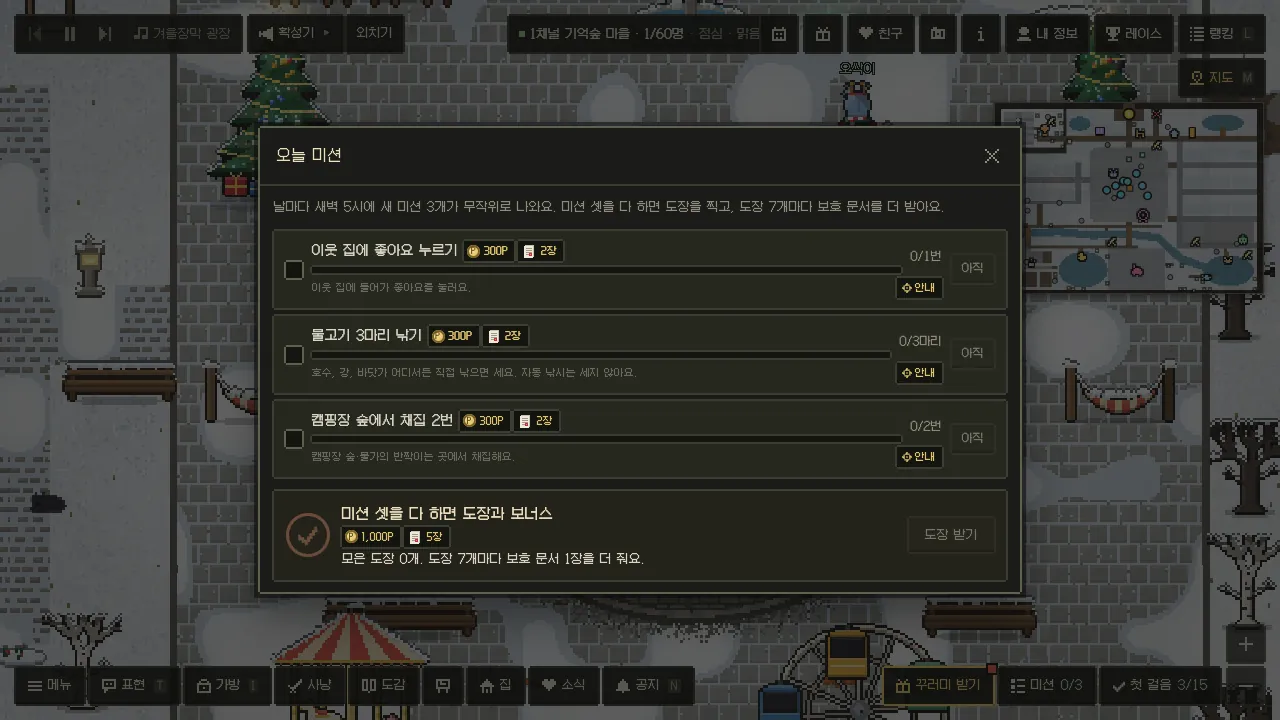 겨울장막 광장
확성기
외치기
1채널 기억숲 마을 · 1/60명 · 점심 · 맑음
친구
내 정보
레이스
랭킹 L
지도 M
오식이
오늘 미션
날마다 새벽 5시에 새 미션 3개가 무작위로 나와요. 미션 셋을 다 하면 도장을 찍고, 도장 7개마다 보호 문서를 더 받아요.
이웃 집에 좋아요 누르기 300P 2장
0/1번
아직
이웃 집에 들어가 좋아요를 눌러요.
안내
물고기 3마리 낚기 300P 2장
0/3마리
아직
호수, 강, 바닷가 어디서든 직접 낚으면 세요. 자동 낚시는 세지 않아요.
안내
캠핑장 숲에서 채집 2번 300P 2장
0/2번
아직
캠핑장 숲·물가의 반짝이는 곳에서 채집해요.
안내
미션 셋을 다 하면 도장과 보너스
1,000P 5장
모은 도장 0개. 도장 7개마다 보호 문서 1장을 더 줘요.
도장 받기
메뉴
표현 T
가방 I
사냥
도감
집
소식
공지 N
꾸러미 받기
미션 0/3
첫 걸음 3/15